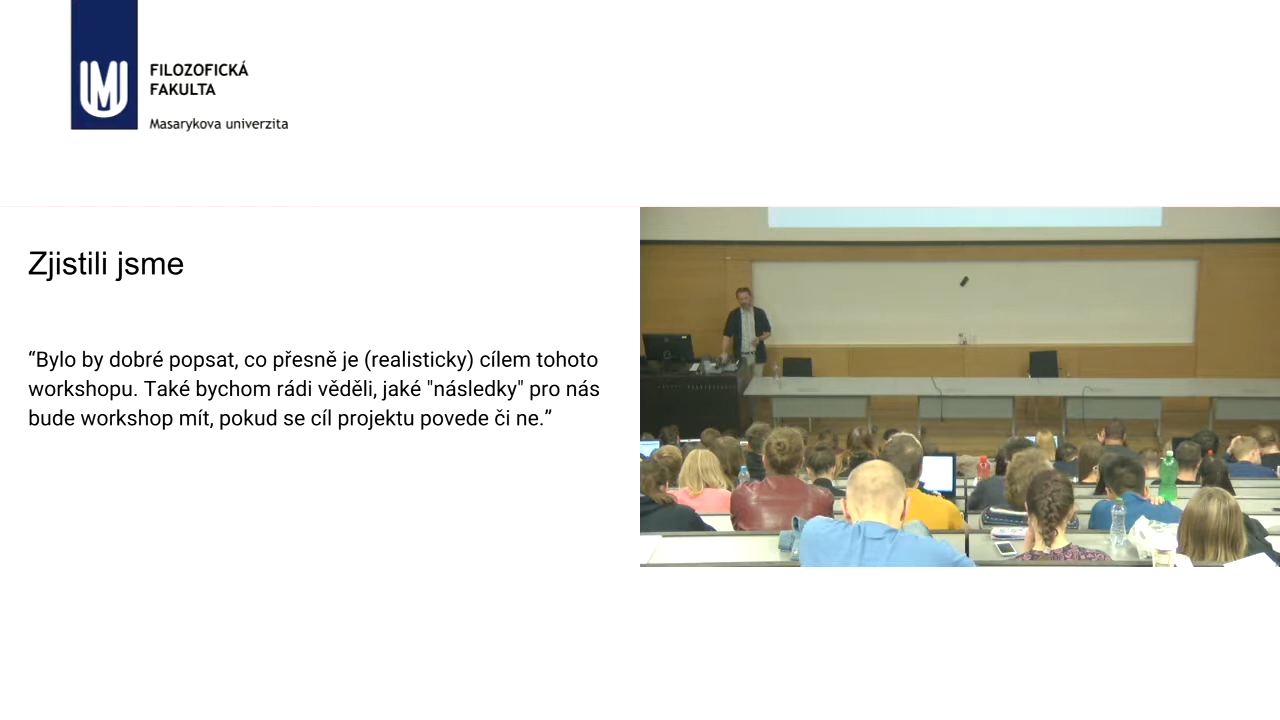 FILOZOFICKÁ
FAKULTA
Masarykova univerzita
Zjistili jsme
“Bylo by dobré popsat, co přesně je (realisticky) cílem tohoto
workshopu. Také bychom rádi věděli, jaké "následky" pro nás
bude workshop mít, pokud se cíl projektu povede či ne.”